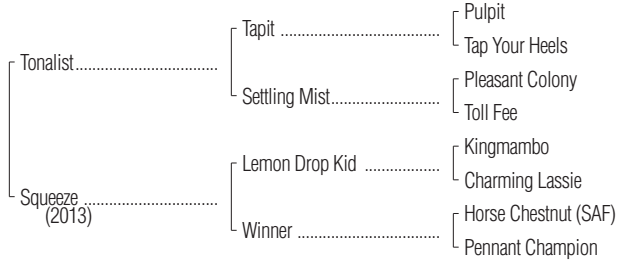 Pulpit
Tapit ....................................
Tap Your Heels
Tonalist................................
Pleasant Colony
Settling Mist.........................
Toll Fee
Kingmambo
Lemon Drop Kid .................
Charming Lassie
Squeeze ...............................
(2013)
Horse Chestnut (SAF)
Winner ................................
Pennant Champion